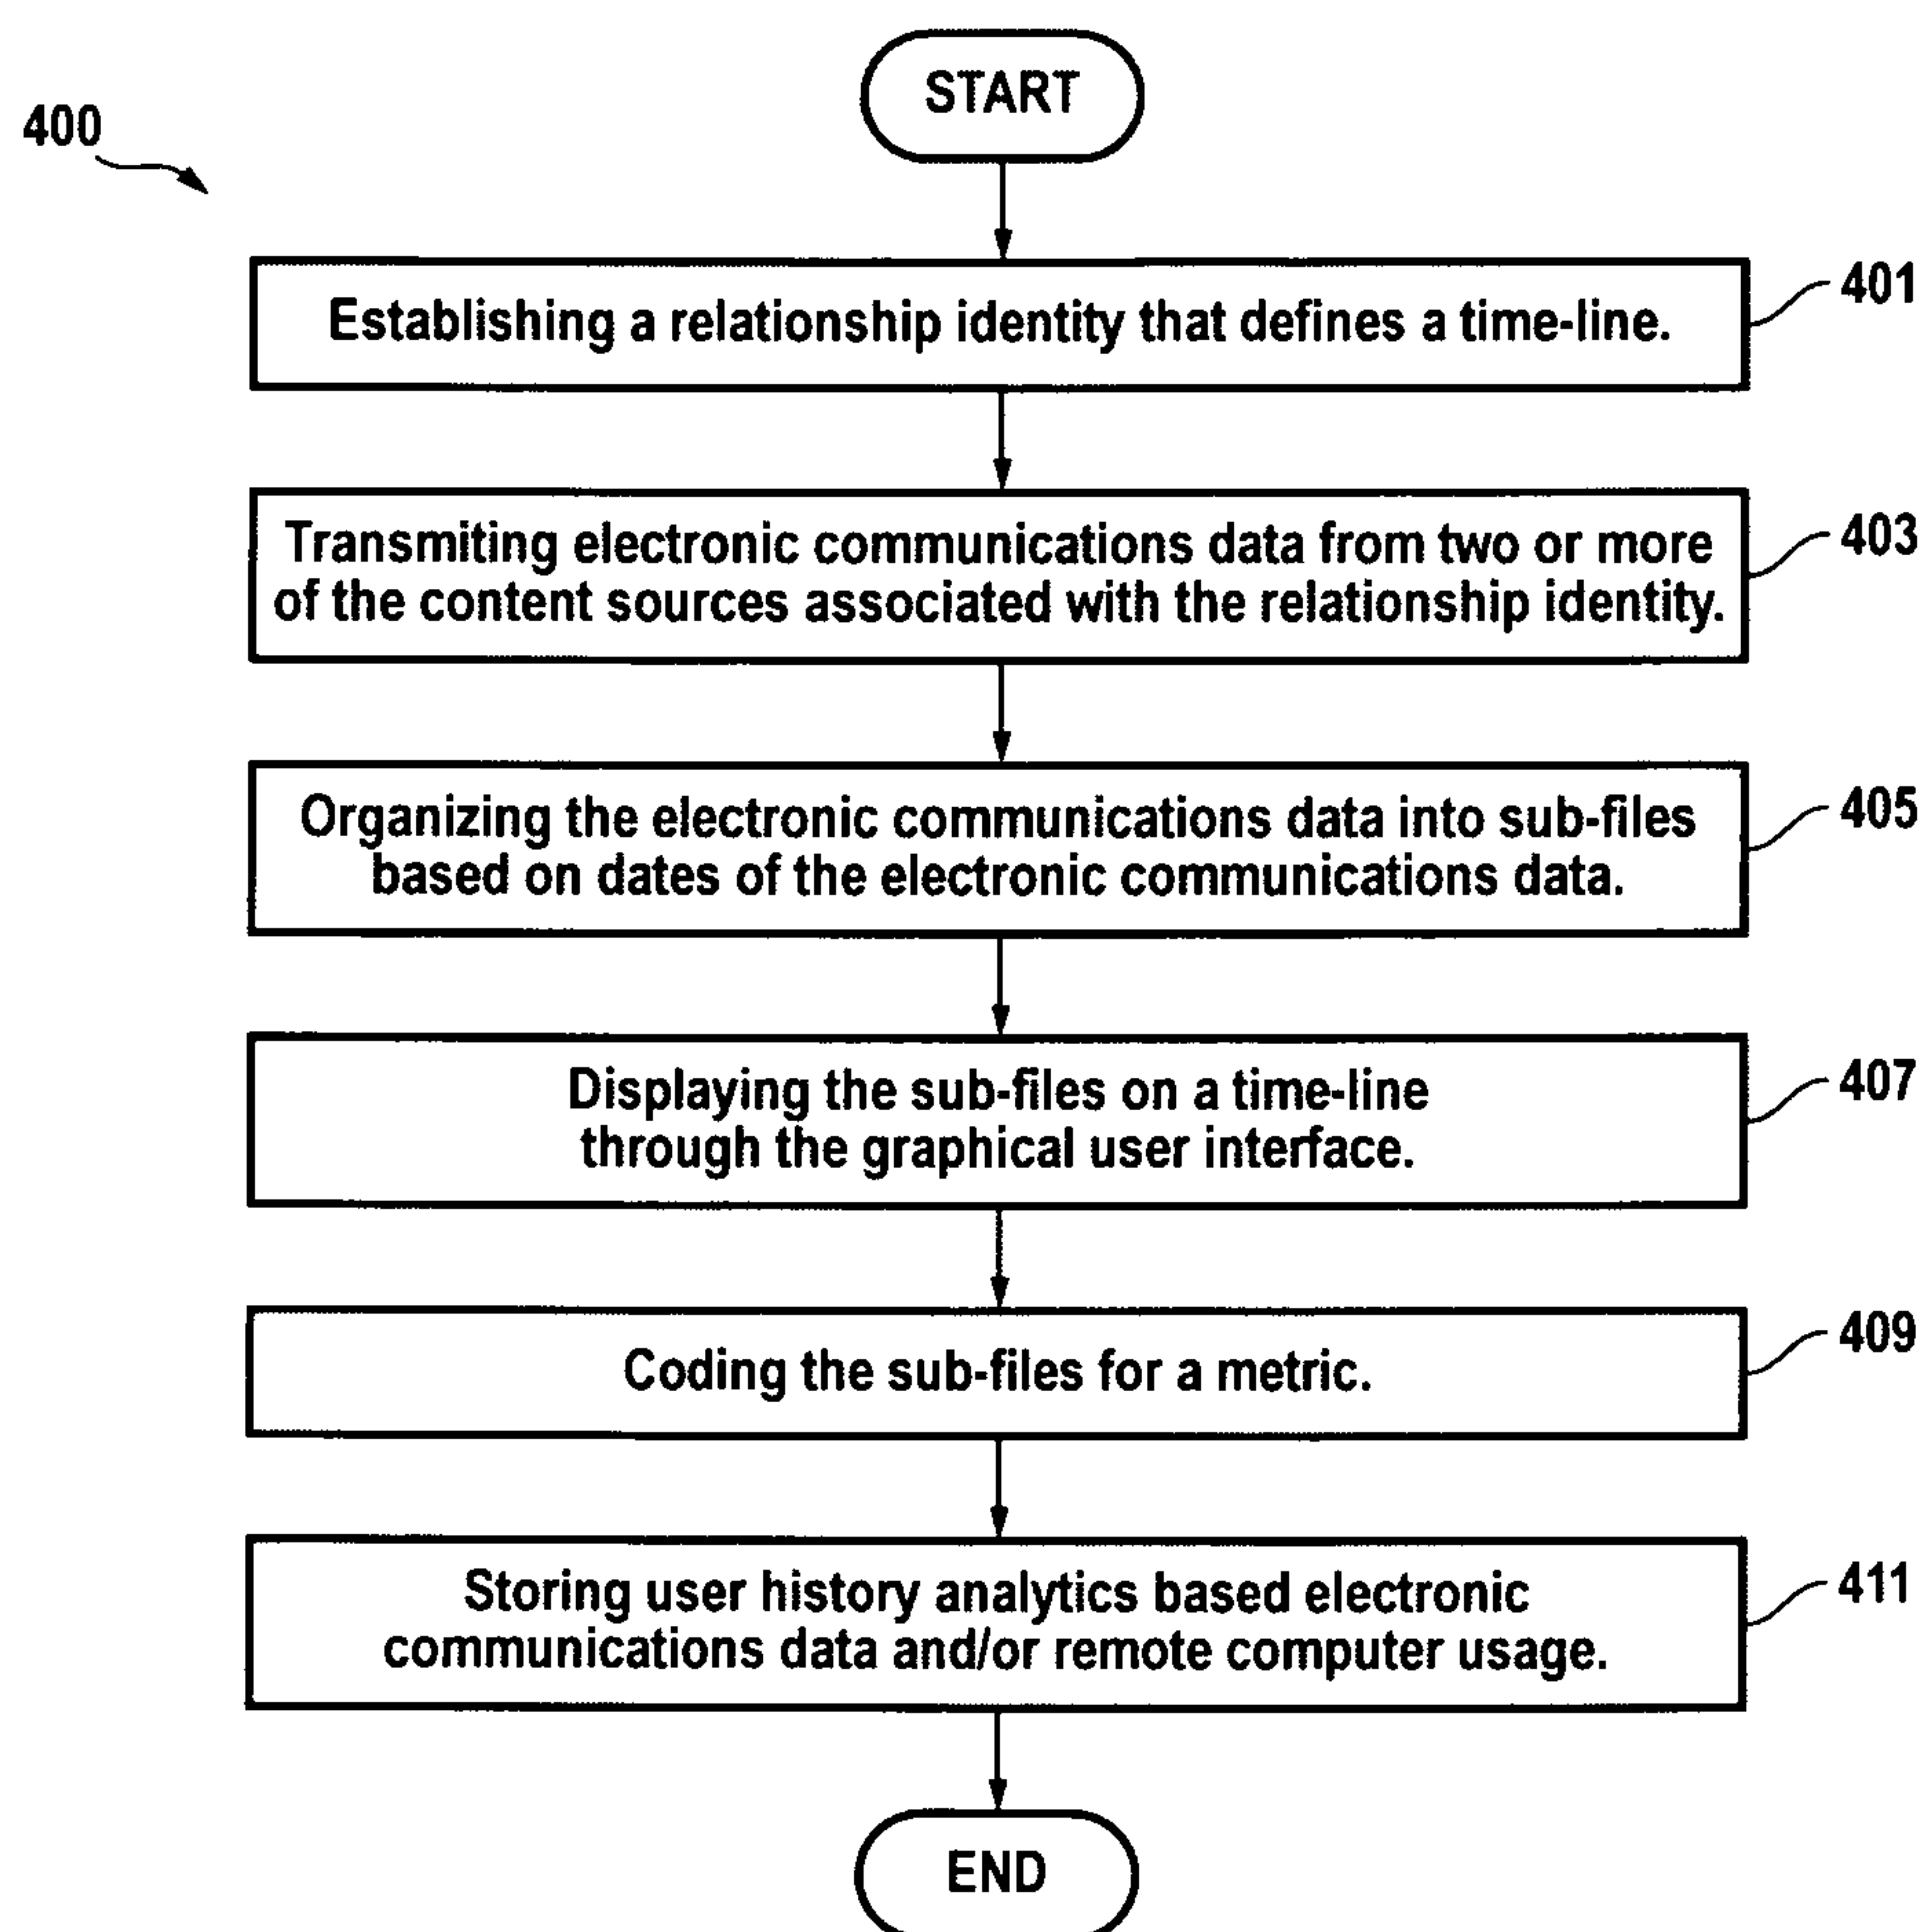 START
400
Establishing a relationship identity that defines a time-line.
401
Transmiting electronic communications data from two or more
of the content sources associated with the relationship identity.
403
Organizing the electronic communications data into sub-files
based on dates of the electronic communications data.
405
Displaying the sub-files on a time-line
through the graphical user interface.
407
Coding the sub-files for a metric.
409
Storing user history analytics based electronic
communications data and/or remote computer usage.
411
END